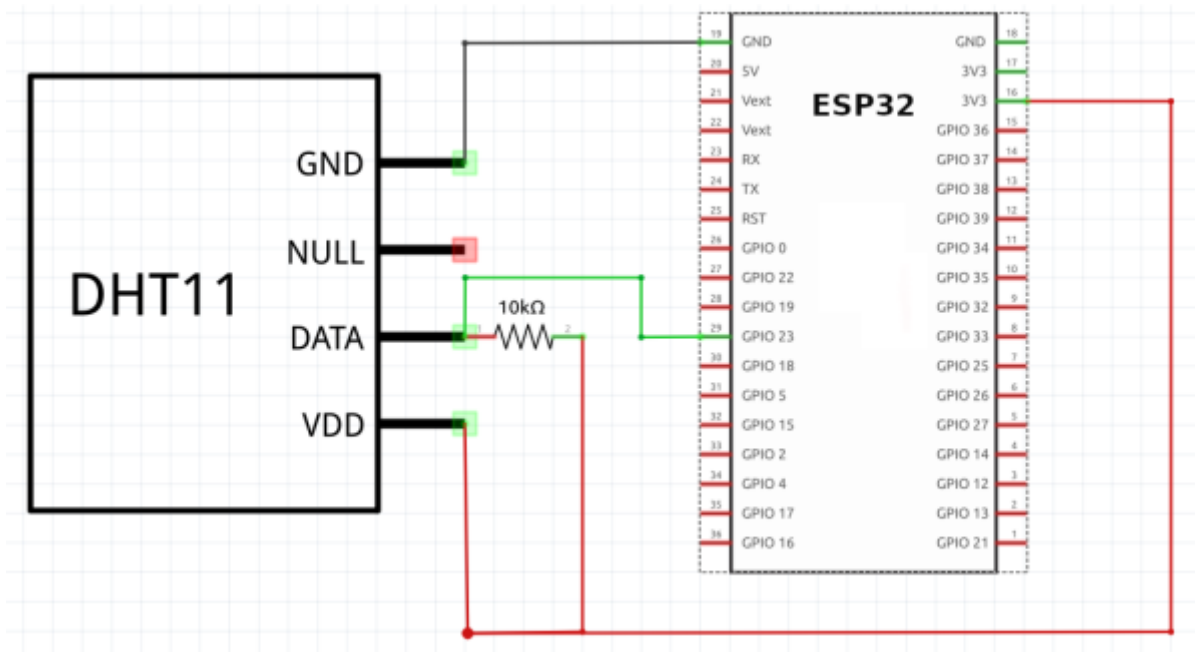 DHT11
GND
NULL
DATA
VDD
10kΩ
1
2
ESP32
19 GND
20 5V
21 Vext
22 Vext
23 RX
24 TX
25 RST
26 GPIO 0
27 GPIO 22
28 GPIO 19
29 GPIO 23
30 GPIO 18
31 GPIO 5
32 GPIO 15
33 GPIO 2
34 GPIO 4
35 GPIO 17
36 GPIO 16
GND 18
3V3 17
3V3 16
GPIO 36 15
GPIO 37 14
GPIO 38 13
GPIO 39 12
GPIO 34 11
GPIO 35 10
GPIO 32 9
GPIO 33 8
GPIO 25 7
GPIO 26 6
GPIO 27 5
GPIO 14 4
GPIO 12 3
GPIO 13 2
GPIO 21 1